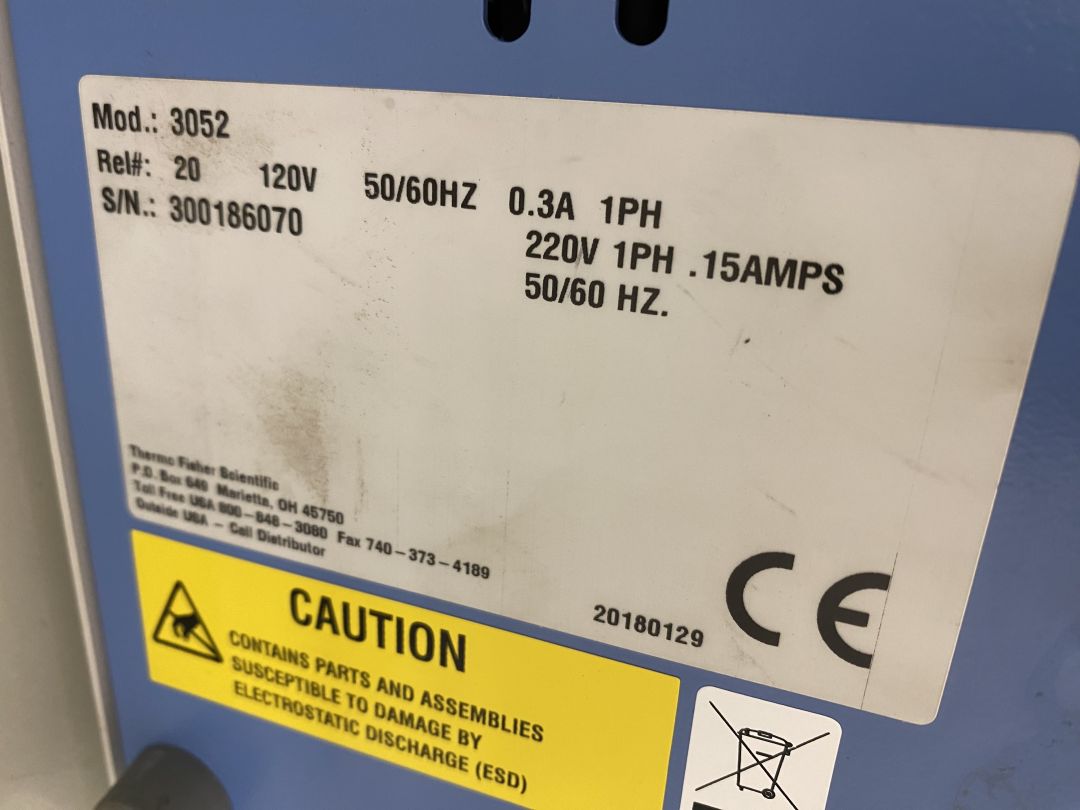 Mod.: 3052
Rel#: 20 120V 50/60HZ 0.3A 1PH
S/N.: 300186070 220V 1PH .15AMPS
50/60 HZ.
Thermo Fisher Scientific
P.O. Box 649 Marietta, OH 45750
Toll Free USA 800-848-3080 Fax 740-373-4189
Outside USA - Call Distributor
20180129
CE
CAUTION
CONTAINS PARTS AND ASSEMBLIES
SUSCEPTIBLE TO DAMAGE BY
ELECTROSTATIC DISCHARGE (ESD)